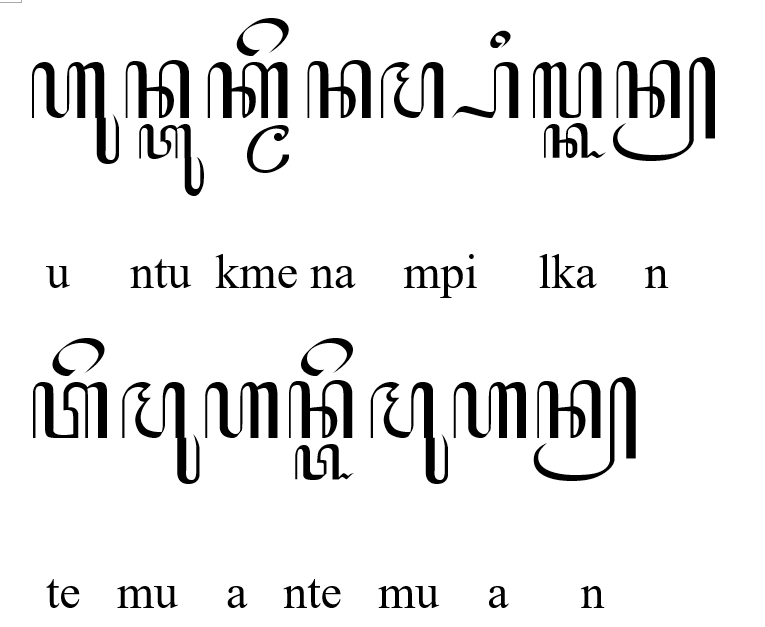 ꦲꦸꦤ꧀ꦠꦸꦏ꧀ꦩꦼꦤꦩ꧀ꦥꦶꦭ꧀ꦏꦤ꧀
u ntu kme na mpi lka n
ꦠꦼꦩꦸꦲꦤ꧀ꦠꦼꦩꦸꦲꦤ꧀
te mu a nte mu a n